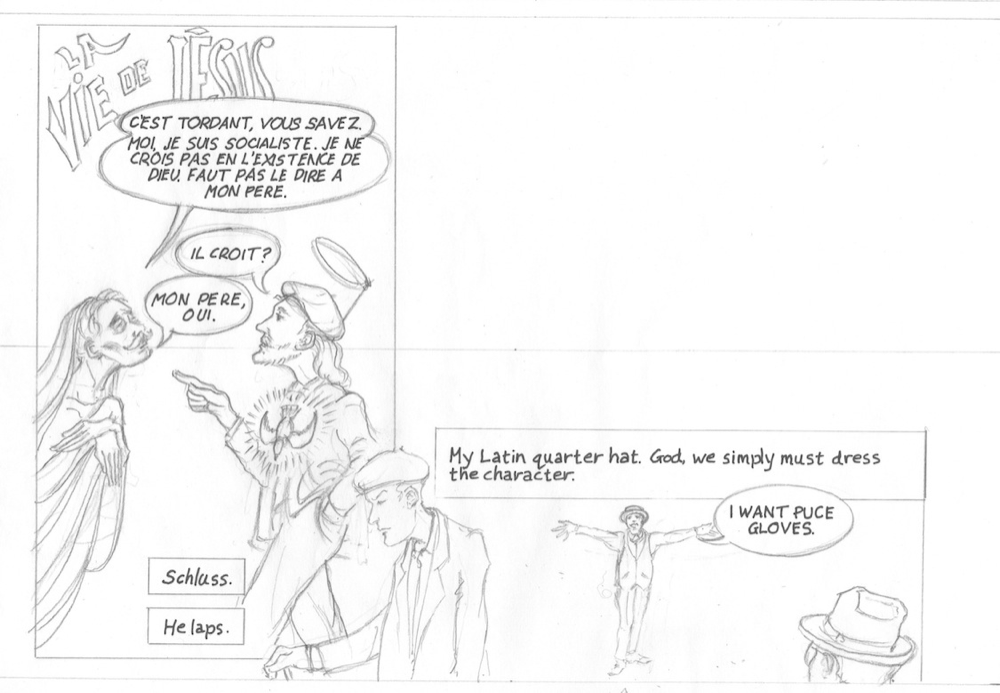 LA
VIE DE JÉSUS
C'EST TORDANT, VOUS SAVEZ.
MOI, JE SUIS SOCIALISTE. JE NE
CROIS PAS EN L'EXISTENCE DE
DIEU. FAUT PAS LE DIRE A
MON PERE.
IL CROIT?
MON PERE,
OUI.
Schluss.
He laps.
My Latin quarter hat. God, we simply must dress
the character.
I WANT PUCE
GLOVES.